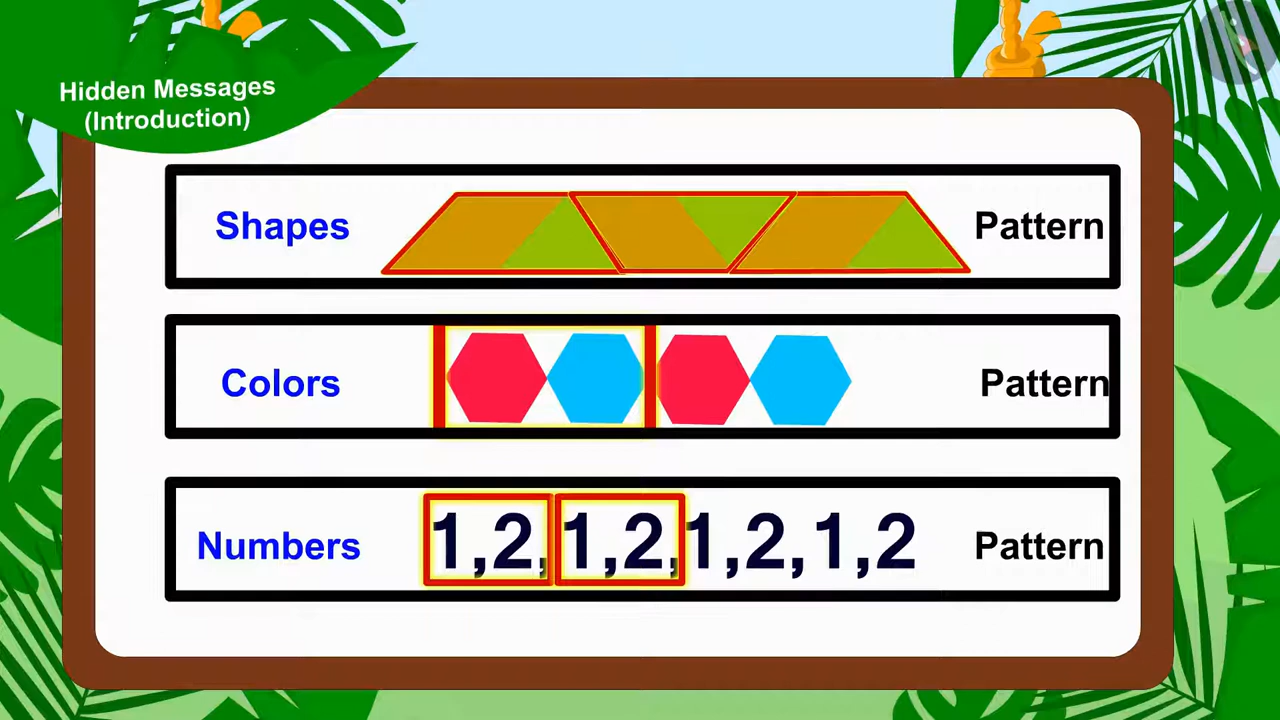 Hidden Messages
(Introduction)
Shapes Pattern
Colors Pattern
Numbers 1,2,1,2,1,2,1,2 Pattern